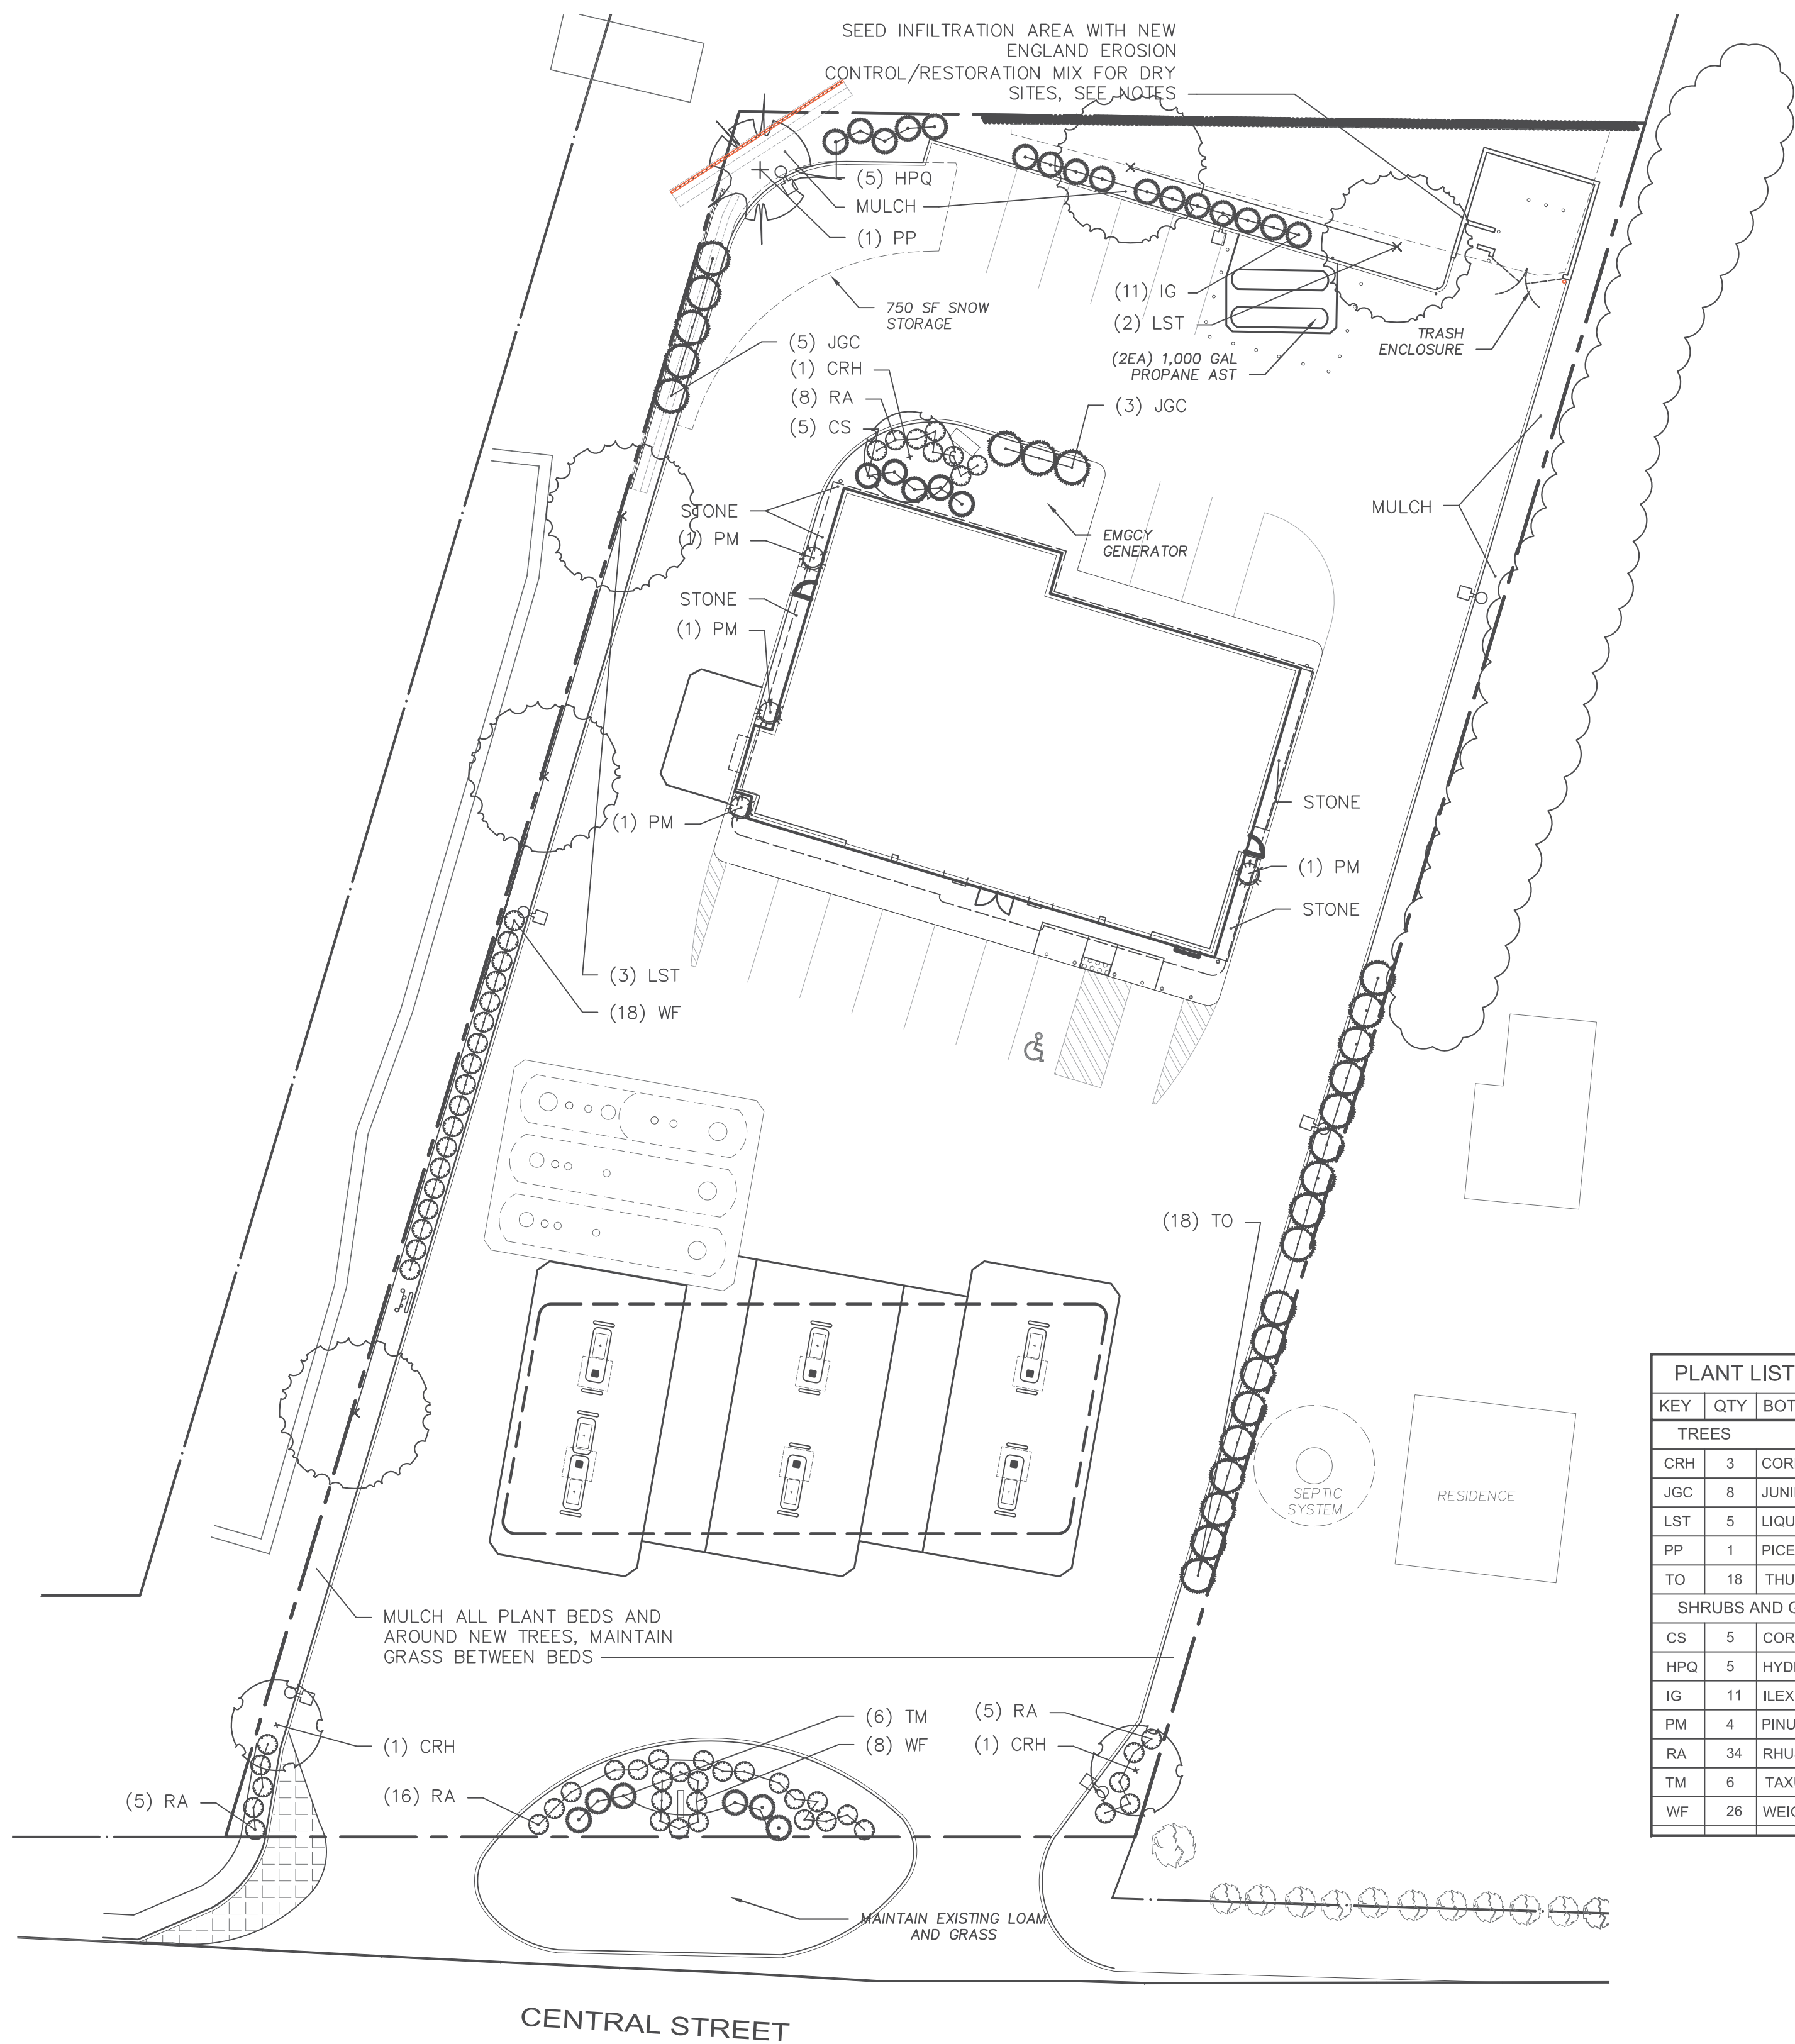 SEED INFILTRATION AREA WITH NEW
ENGLAND EROSION
CONTROL/RESTORATION MIX FOR DRY
SITES, SEE NOTES
(5) HPQ
MULCH
(1) PP
750 SF SNOW
STORAGE
(11) IG
(2) LST
(2EA) 1,000 GAL
PROPANE AST
TRASH
ENCLOSURE
(5) JGC
(1) CRH
(8) RA
(5) CS
(3) JGC
STONE
(1) PM
EMGCY
GENERATOR
MULCH
STONE
(1) PM
(1) PM
STONE
(1) PM
STONE
(3) LST
(18) WF
(18) TO
SEPTIC
SYSTEM
RESIDENCE
PLANT LIST
KEY QTY BOT
TREES
CRH 3 COR
JGC 8 JUNI
LST 5 LIQU
PP 1 PICE
TO 18 THU
SHRUBS AND G
CS 5 COR
HPQ 5 HYD
IG 11 ILEX
PM 4 PINU
RA 34 RHU
TM 6 TAX
WF 26 WEIG
MULCH ALL PLANT BEDS AND
AROUND NEW TREES, MAINTAIN
GRASS BETWEEN BEDS
(6) TM
(8) WF
(5) RA
(1) CRH
(1) CRH
(5) RA
(16) RA
MAINTAIN EXISTING LOAM
AND GRASS
CENTRAL STREET